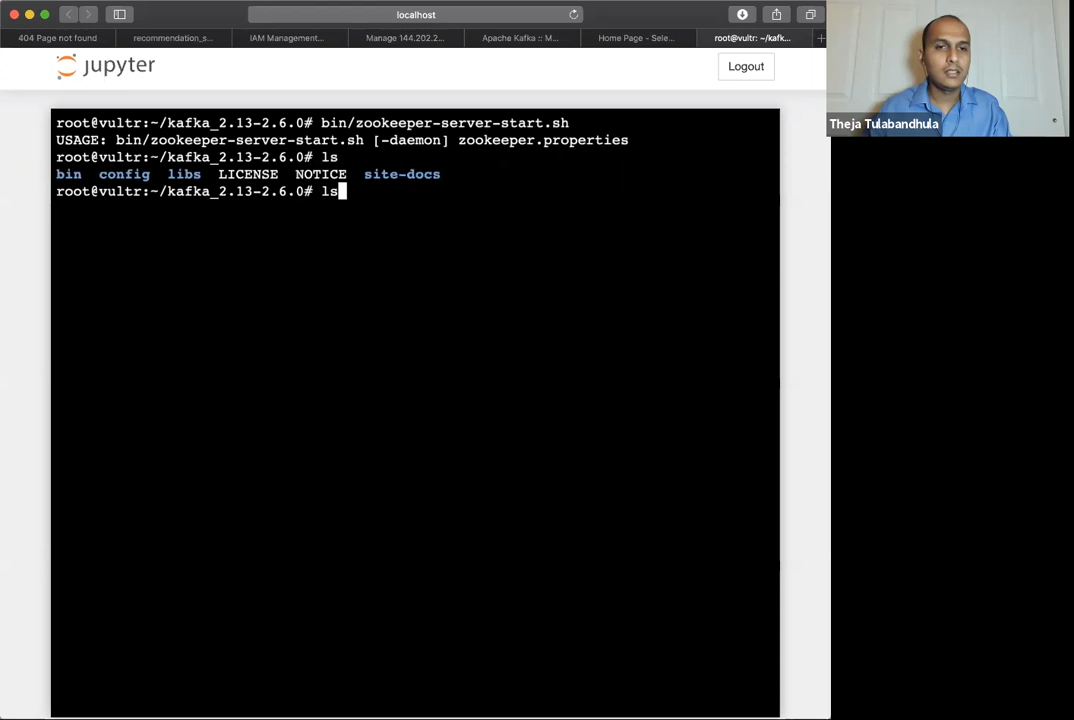 localhost
404 Page not found
recommendation_s...
IAM Management...
Manage 144.202.2...
Apache Kafka :: M...
Home Page - Sele...
root@vultr: ~/kafk...
jupyter
Logout
Theja Tulabandhula
root@vultr:~/kafka_2.13-2.6.0# bin/zookeeper-server-start.sh
USAGE: bin/zookeeper-server-start.sh [-daemon] zookeeper.properties
root@vultr:~/kafka_2.13-2.6.0# ls
bin config libs LICENSE NOTICE site-docs
root@vultr:~/kafka_2.13-2.6.0# ls